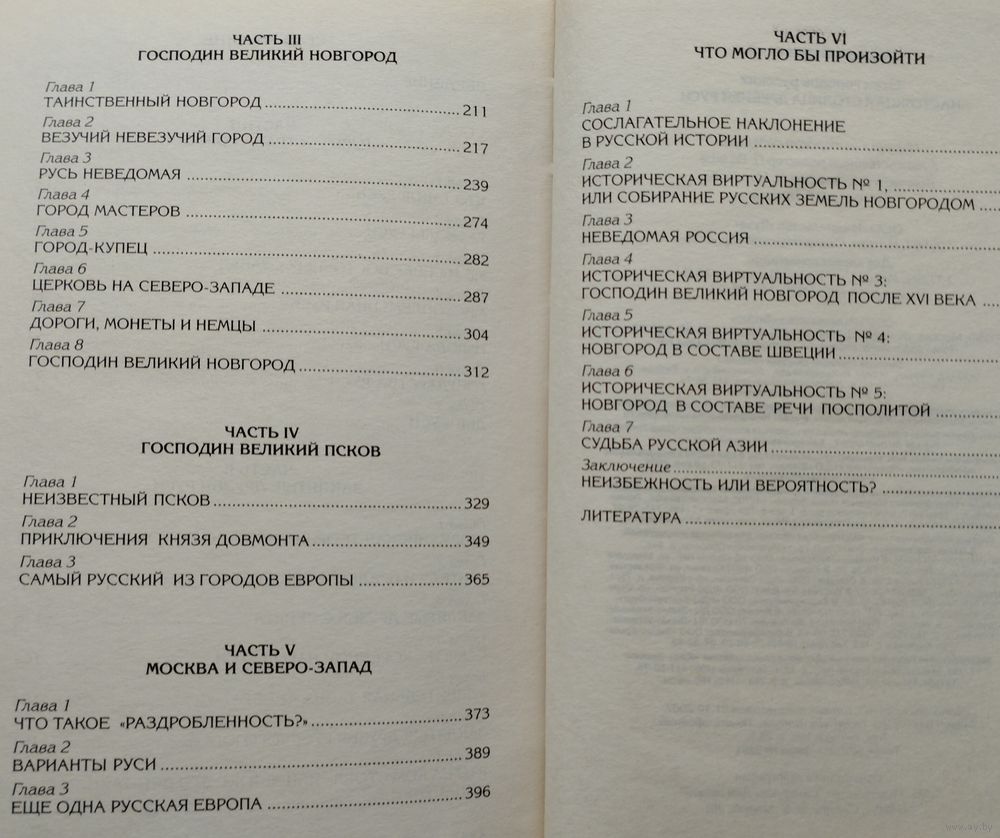 ЧАСТЬ III
ГОСПОДИН ВЕЛИКИЙ НОВГОРОД
Глава 1
ТАИНСТВЕННЫЙ НОВГОРОД ........ 211
Глава 2
ВЕЗУЧИЙ НЕВЕЗУЧИЙ ГОРОД ........ 217
Глава 3
РУСЬ НЕВЕДОМАЯ ........ 239
Глава 4
ГОРОД МАСТЕРОВ ........ 274
Глава 5
ГОРОД-КУПЕЦ ........ 282
Глава 6
ЦЕРКОВЬ НА СЕВЕРО-ЗАПАДЕ ........ 287
Глава 7
ДОРОГИ, МОНЕТЫ И НЕМЦЫ ........ 304
Глава 8
ГОСПОДИН ВЕЛИКИЙ НОВГОРОД ........ 312
ЧАСТЬ IV
ГОСПОДИН ВЕЛИКИЙ ПСКОВ
Глава 1
НЕИЗВЕСТНЫЙ ПСКОВ ........ 329
Глава 2
ПРИКЛЮЧЕНИЯ КНЯЗЯ ДОВМОНТА ........ 349
Глава 3
САМЫЙ РУССКИЙ ИЗ ГОРОДОВ ЕВРОПЫ ........ 365
ЧАСТЬ V
МОСКВА И СЕВЕРО-ЗАПАД
Глава 1
ЧТО ТАКОЕ «РАЗДРОБЛЕННОСТЬ?» ........ 373
Глава 2
ВАРИАНТЫ РУСИ ........ 389
Глава 3
ЕЩЕ ОДНА РУССКАЯ ЕВРОПА ........ 396
ЧАСТЬ VI
ЧТО МОГЛО БЫ ПРОИЗОЙТИ
Глава 1
СОСЛАГАТЕЛЬНОЕ НАКЛОНЕНИЕ
В РУССКОЙ ИСТОРИИ ........
Глава 2
ИСТОРИЧЕСКАЯ ВИРТУАЛЬНОСТЬ № 1, ........
ИЛИ СОБИРАНИЕ РУССКИХ ЗЕМЕЛЬ НОВГОРОДОМ ....
Глава 3
НЕВЕДОМАЯ РОССИЯ ........
Глава 4
ИСТОРИЧЕСКАЯ ВИРТУАЛЬНОСТЬ № 3:
ГОСПОДИН ВЕЛИКИЙ НОВГОРОД ПОСЛЕ XVI ВЕКА ....
Глава 5
ИСТОРИЧЕСКАЯ ВИРТУАЛЬНОСТЬ № 4:
НОВГОРОД В СОСТАВЕ ШВЕЦИИ ........
Глава 6
ИСТОРИЧЕСКАЯ ВИРТУАЛЬНОСТЬ № 5:
НОВГОРОД В СОСТАВЕ РЕЧИ ПОСПОЛИТОЙ ........
Глава 7
СУДЬБА РУССКОЙ АЗИИ ........
Заключение ........
НЕИЗБЕЖНОСТЬ ИЛИ ВЕРОЯТНОСТЬ? ........
ЛИТЕРАТУРА ........
www.ay.by